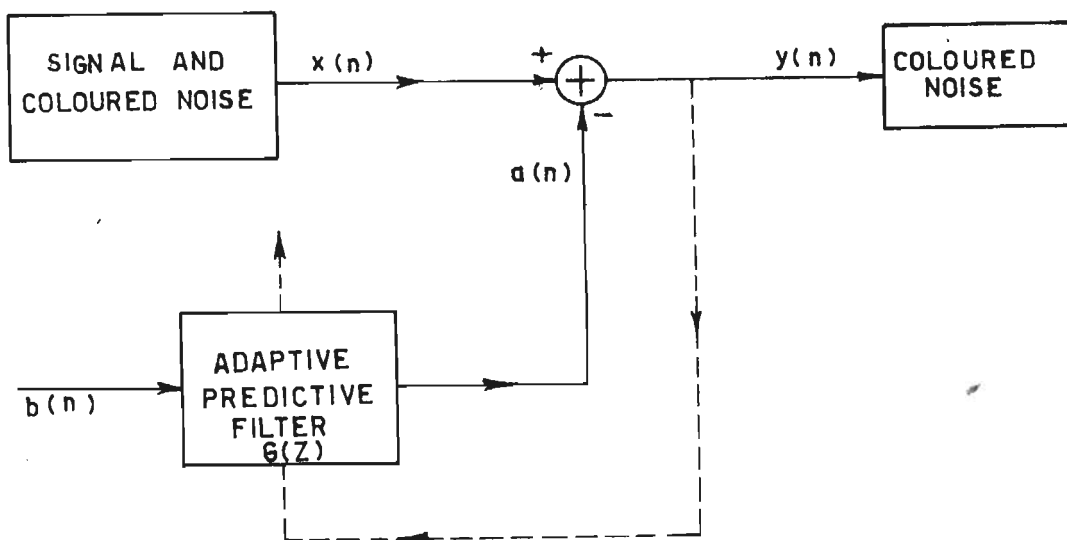 SIGNAL AND
COLOURED NOISE
x(n)
+
+
-
y(n)
COLOURED
NOISE
a(n)
b(n)
ADAPTIVE
PREDICTIVE
FILTER
G(Z)